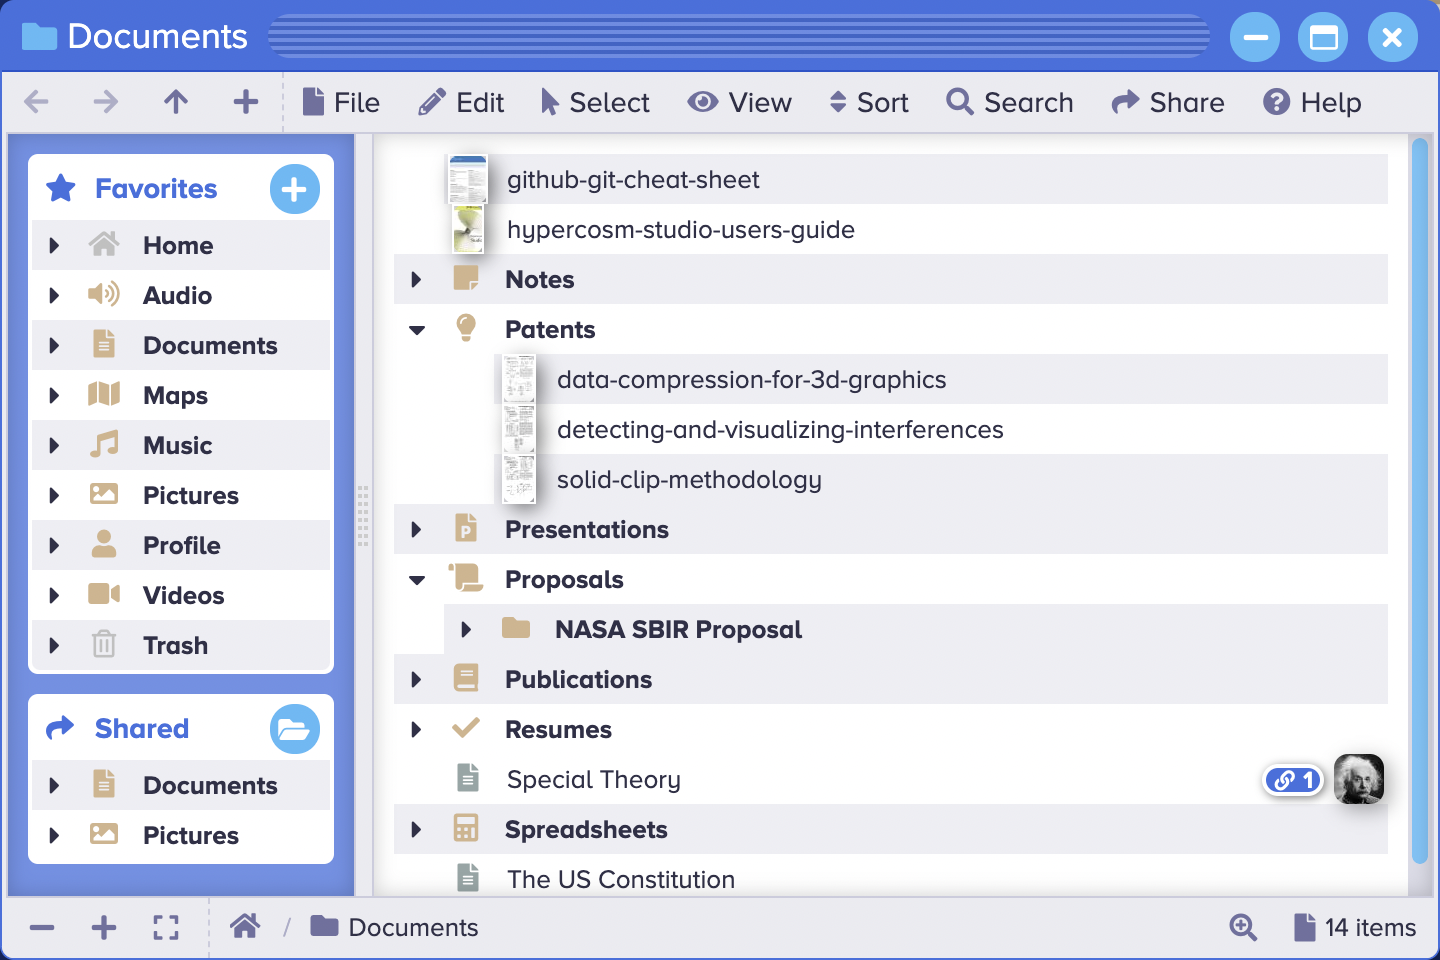 Documents
File Edit Select View Sort Search Share Help
Favorites
Home
Audio
Documents
Maps
Music
Pictures
Profile
Videos
Trash
Shared
Documents
Pictures
github-git-cheat-sheet
hypercosm-studio-users-guide
Notes
Patents
data-compression-for-3d-graphics
detecting-and-visualizing-interferences
solid-clip-methodology
Presentations
Proposals
NASA SBIR Proposal
Publications
Resumes
Special Theory 1
Spreadsheets
The US Constitution
/ Documents 14 items